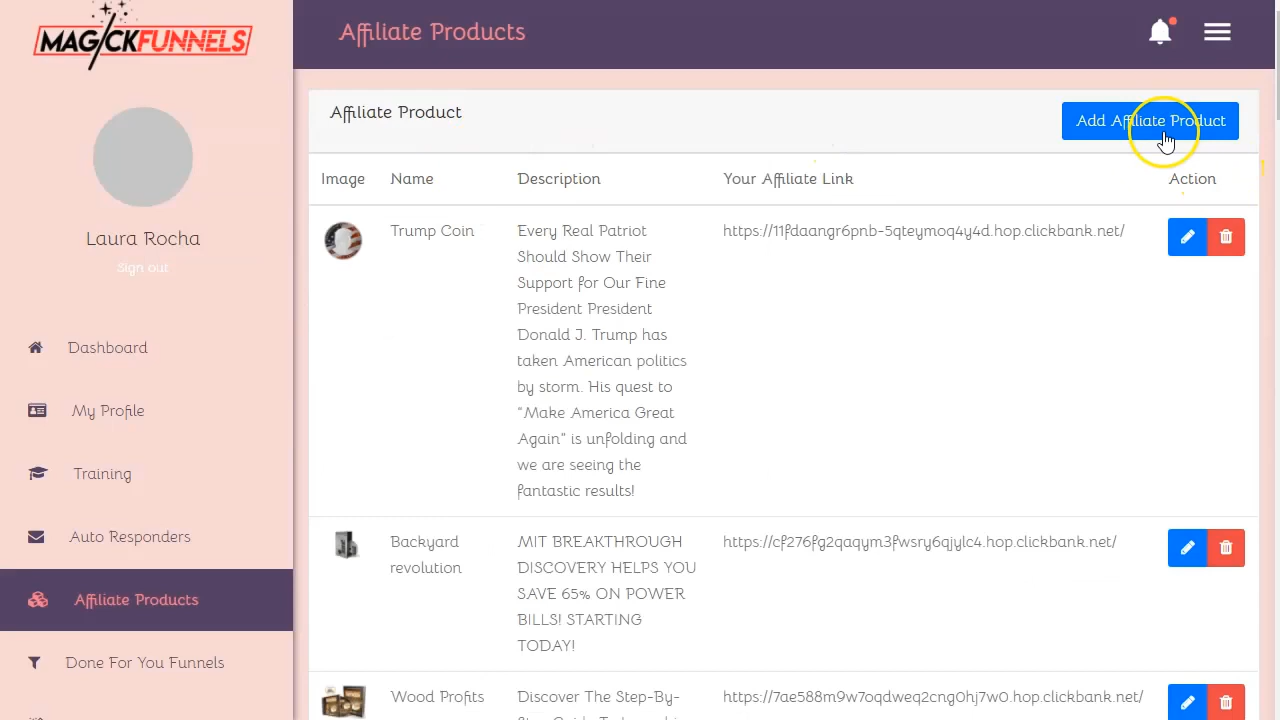 MAGICKFUNNELS
Affiliate Products
Laura Rocha
Sign out
Dashboard
My Profile
Training
Auto Responders
Affiliate Products
Done For You Funnels
Affiliate Product
Add Affiliate Product
Image Name Description Your Affiliate Link Action
Trump Coin
Every Real Patriot
Should Show Their
Support for Our Fine
President President
Donald J. Trump has
taken American politics
by storm. His quest to
“Make America Great
Again” is unfolding and
we are seeing the
fantastic results!
https://11fdaangr6pnb-5qteymoq4y4d.hop.clickbank.net/
Backyard
revolution
MIT BREAKTHROUGH
DISCOVERY HELPS YOU
SAVE 65% ON POWER
BILLS! STARTING
TODAY!
https://cf276fg2qaqym3fwsry6qjylc4.hop.clickbank.net/
Wood Profits
Discover The Step-By-
https://7ae588m9w7oqdweq2cng0hj7w0.hop.clickbank.net/